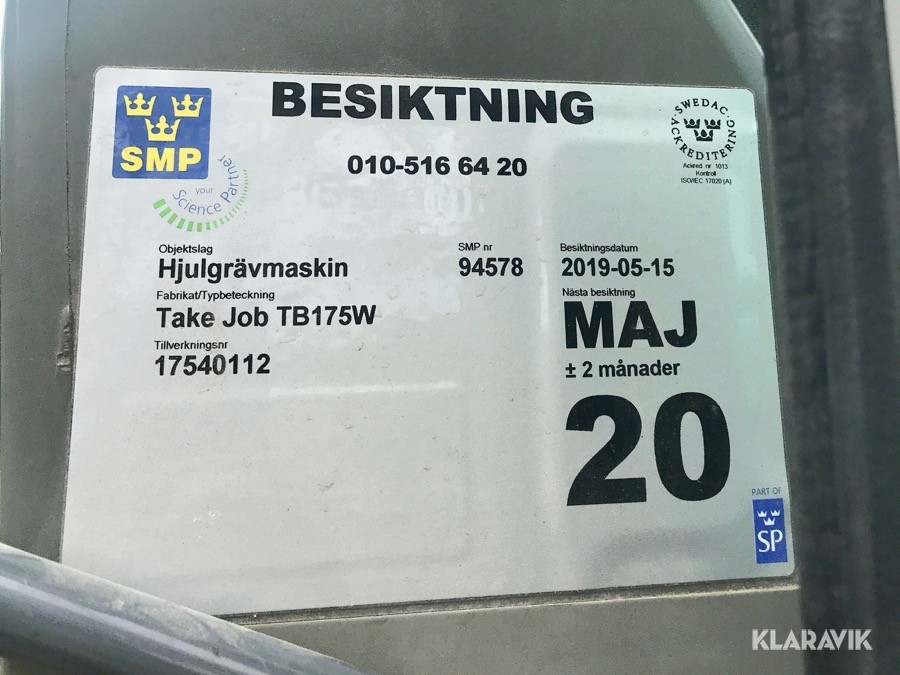 BESIKTNING
SMP
your
Science Partner
010-516 64 20
SWEDAC
ACKREDITERING
Ackred nr 1013
Kontroll
ISO/IEC 17020 (A)
Objektslag
Hjulgrävmaskin
SMP nr
94578
Besiktningsdatum
2019-05-15
Fabrikat/Typbeteckning
Take Job TB175W
Nästa besiktning
MAJ
Tillverkningsnr
17540112
± 2 månader
20
PART OF
SP
KLARAVIK